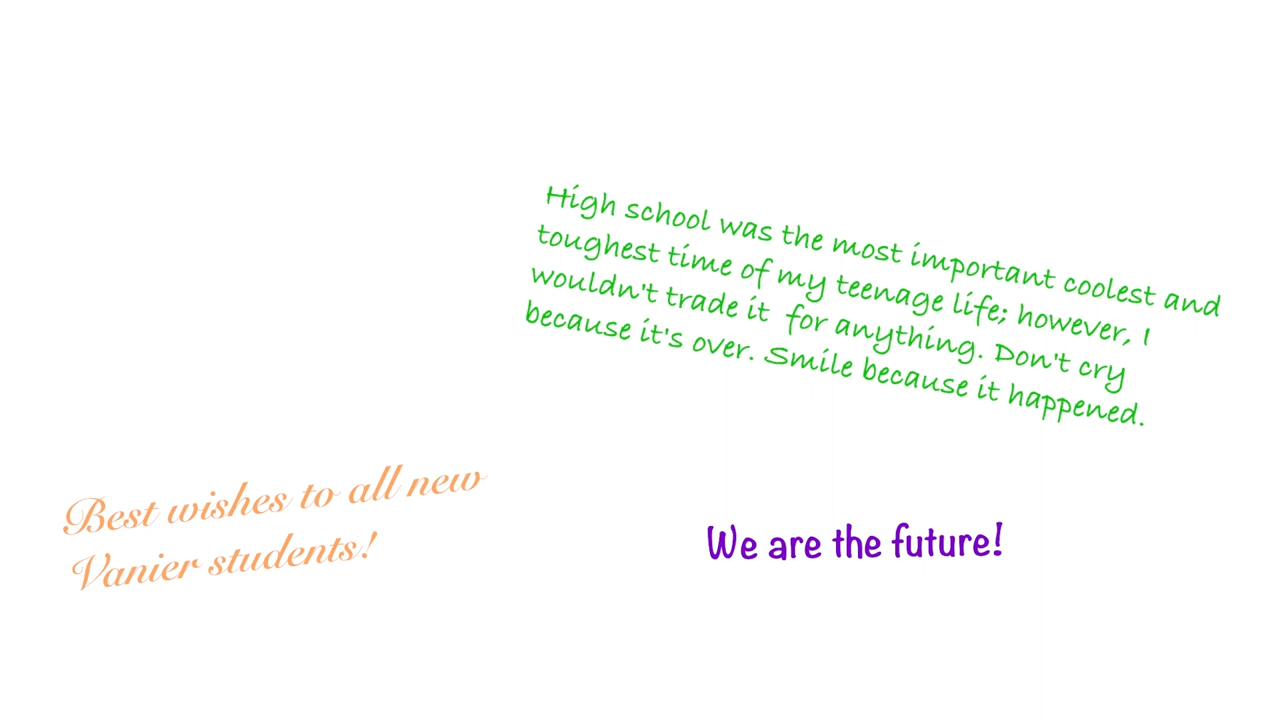 High school was the most important coolest and
toughest time of my teenage life; however, I
wouldn't trade it for anything. Don't cry
because it's over. Smile because it happened.
Best wishes to all new
Vanier students!
We are the future!